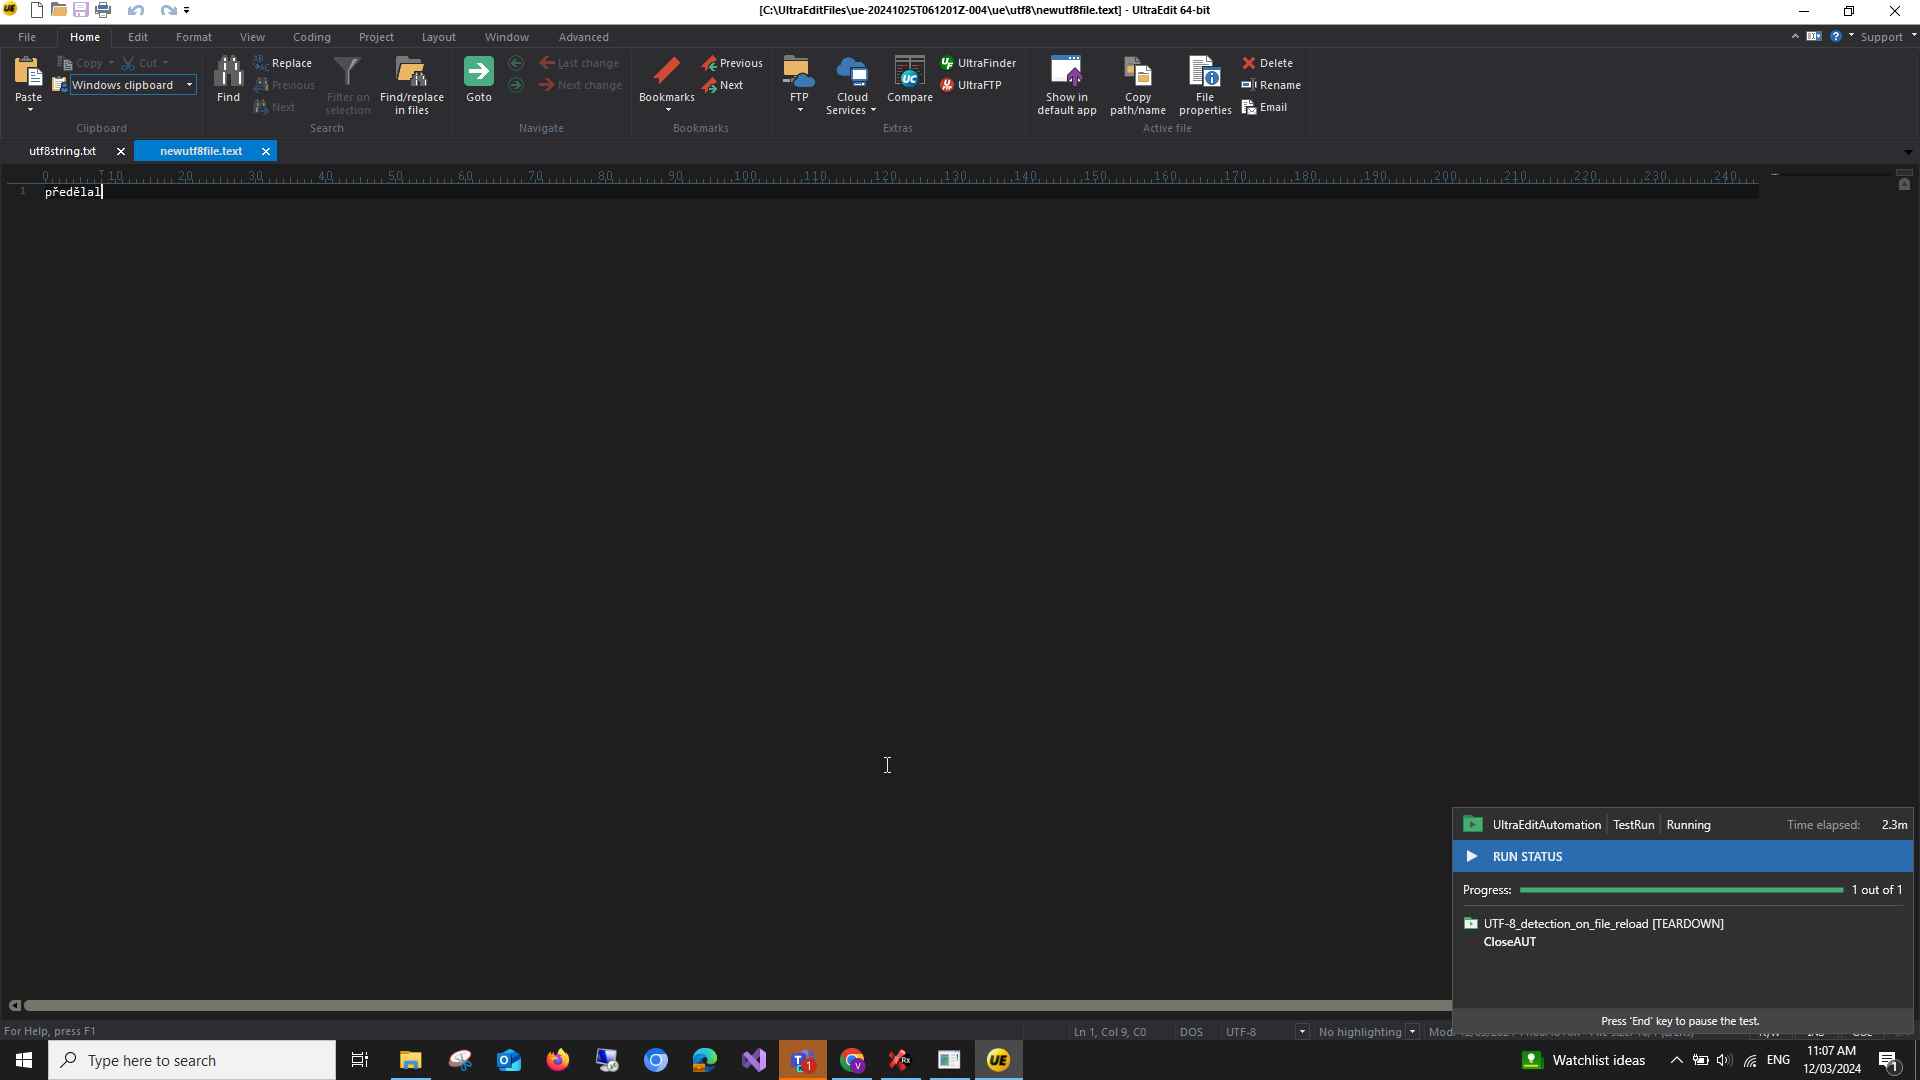 [C:\UltraEditFiles\ue-20241025T061201Z-004\ue\utf8\newutf8file.text] - UltraEdit 64-bit
File Home Edit Format View Coding Project Layout Window Advanced Support
Paste
Copy Cut
Windows clipboard
Clipboard
Find
Replace
Previous
Next
Filter on
selection
Find/replace
in files
Search
Goto
Last change
Next change
Navigate
Bookmarks
Previous
Next
Bookmarks
FTP
Cloud
Services
Compare
UltraFinder
UltraFTP
Extras
Show in
default app
Copy
path/name
File
properties
Delete
Rename
Email
Active file
utf8string.txt newutf8file.text
0 10 20 30 40 50 60 70 80 90 100 110 120 130 140 150 160 170 180 190 200 210 220 230 240
1 předělal
UltraEditAutomation TestRun Running Time elapsed: 2.3m
RUN STATUS
Progress: 1 out of 1
UTF-8_detection_on_file_reload [TEARDOWN]
CloseAUT
Press 'End' key to pause the test.
For Help, press F1 Ln 1, Col 9, C0 DOS UTF-8 No highlighting
Type here to search
Watchlist ideas ENG
11:07 AM
12/03/2024